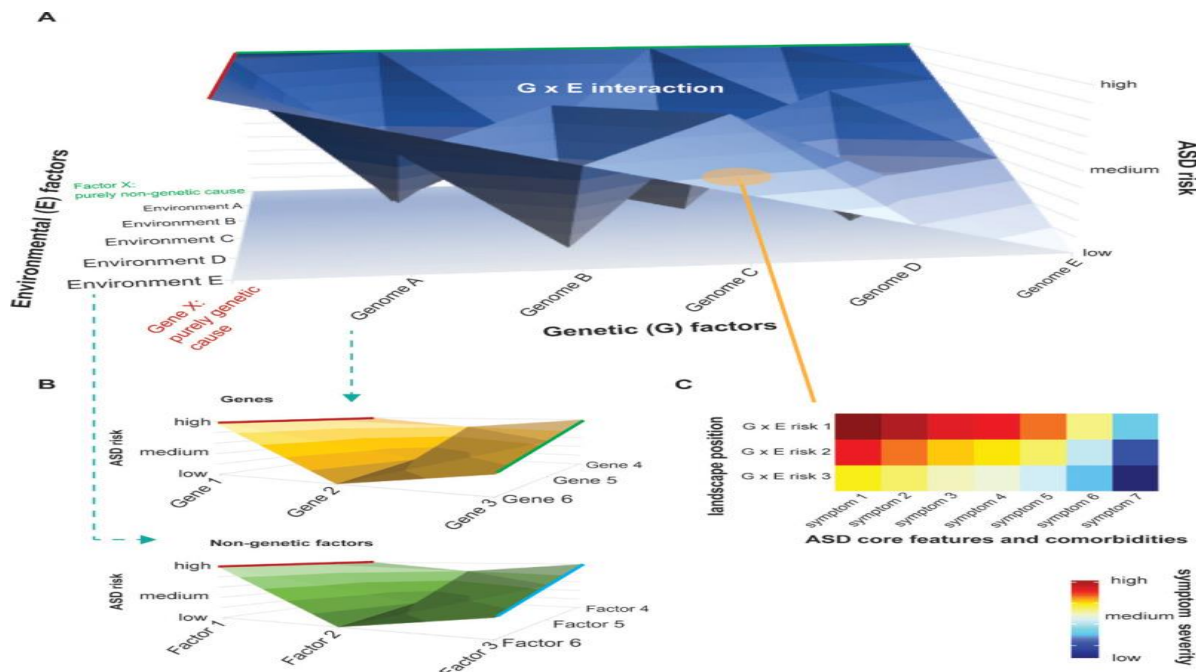 A
G x E interaction
high
medium
low
ASD risk
Environmental (E) factors
Factor X:
purely non-genetic cause
Environment A
Environment B
Environment C
Environment D
Environment E
Gene X:
purely genetic
cause
Genome A
Genome B
Genome C
Genome D
Genome E
Genetic (G) factors
B
Genes
high
medium
low
ASD risk
Gene 1
Gene 2
Gene 3
Gene 4
Gene 5
Gene 6
Non-genetic factors
high
medium
low
ASD risk
Factor 1
Factor 2
Factor 3
Factor 4
Factor 5
Factor 6
C
landscape position
G x E risk 1
G x E risk 2
G x E risk 3
symptom 1
symptom 2
symptom 3
symptom 4
symptom 5
symptom 6
symptom 7
ASD core features and comorbidities
high
medium
low
symptom severity